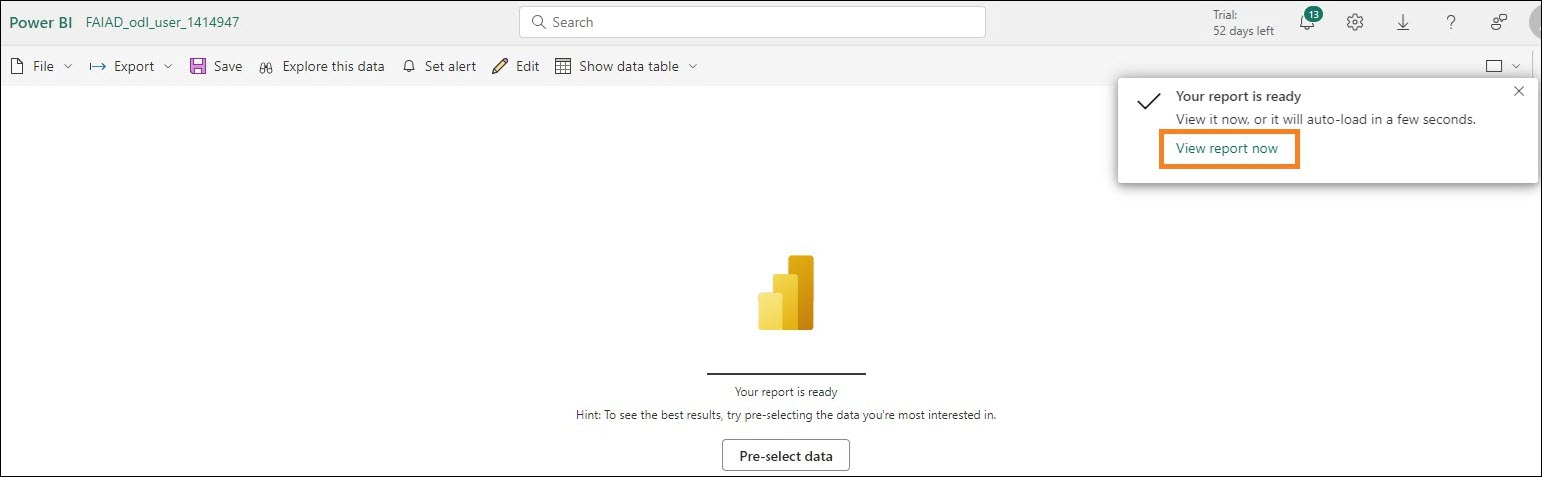 Power BI FAIAD_odl_user_1414947
Search
Trial:
52 days left
13
File Export Save Explore this data Set alert Edit Show data table
Your report is ready
View it now, or it will auto-load in a few seconds.
View report now
Your report is ready
Hint: To see the best results, try pre-selecting the data you're most interested in.
Pre-select data